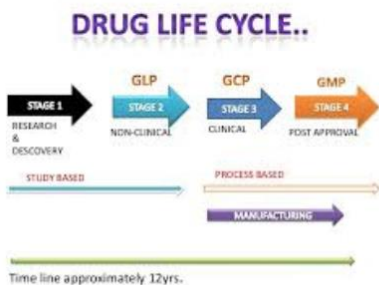 DRUG LIFE CYCLE..
GLP GCP GMP
STAGE 1 STAGE 2 STAGE 3 STAGE 4
RESEARCH
&
DESCOVERY
NON-CLINICAL
CLINICAL
POST APPROVAL
STUDY BASED
PROCESS BASED
MANUFACTURING
Time line approximately 12yrs.